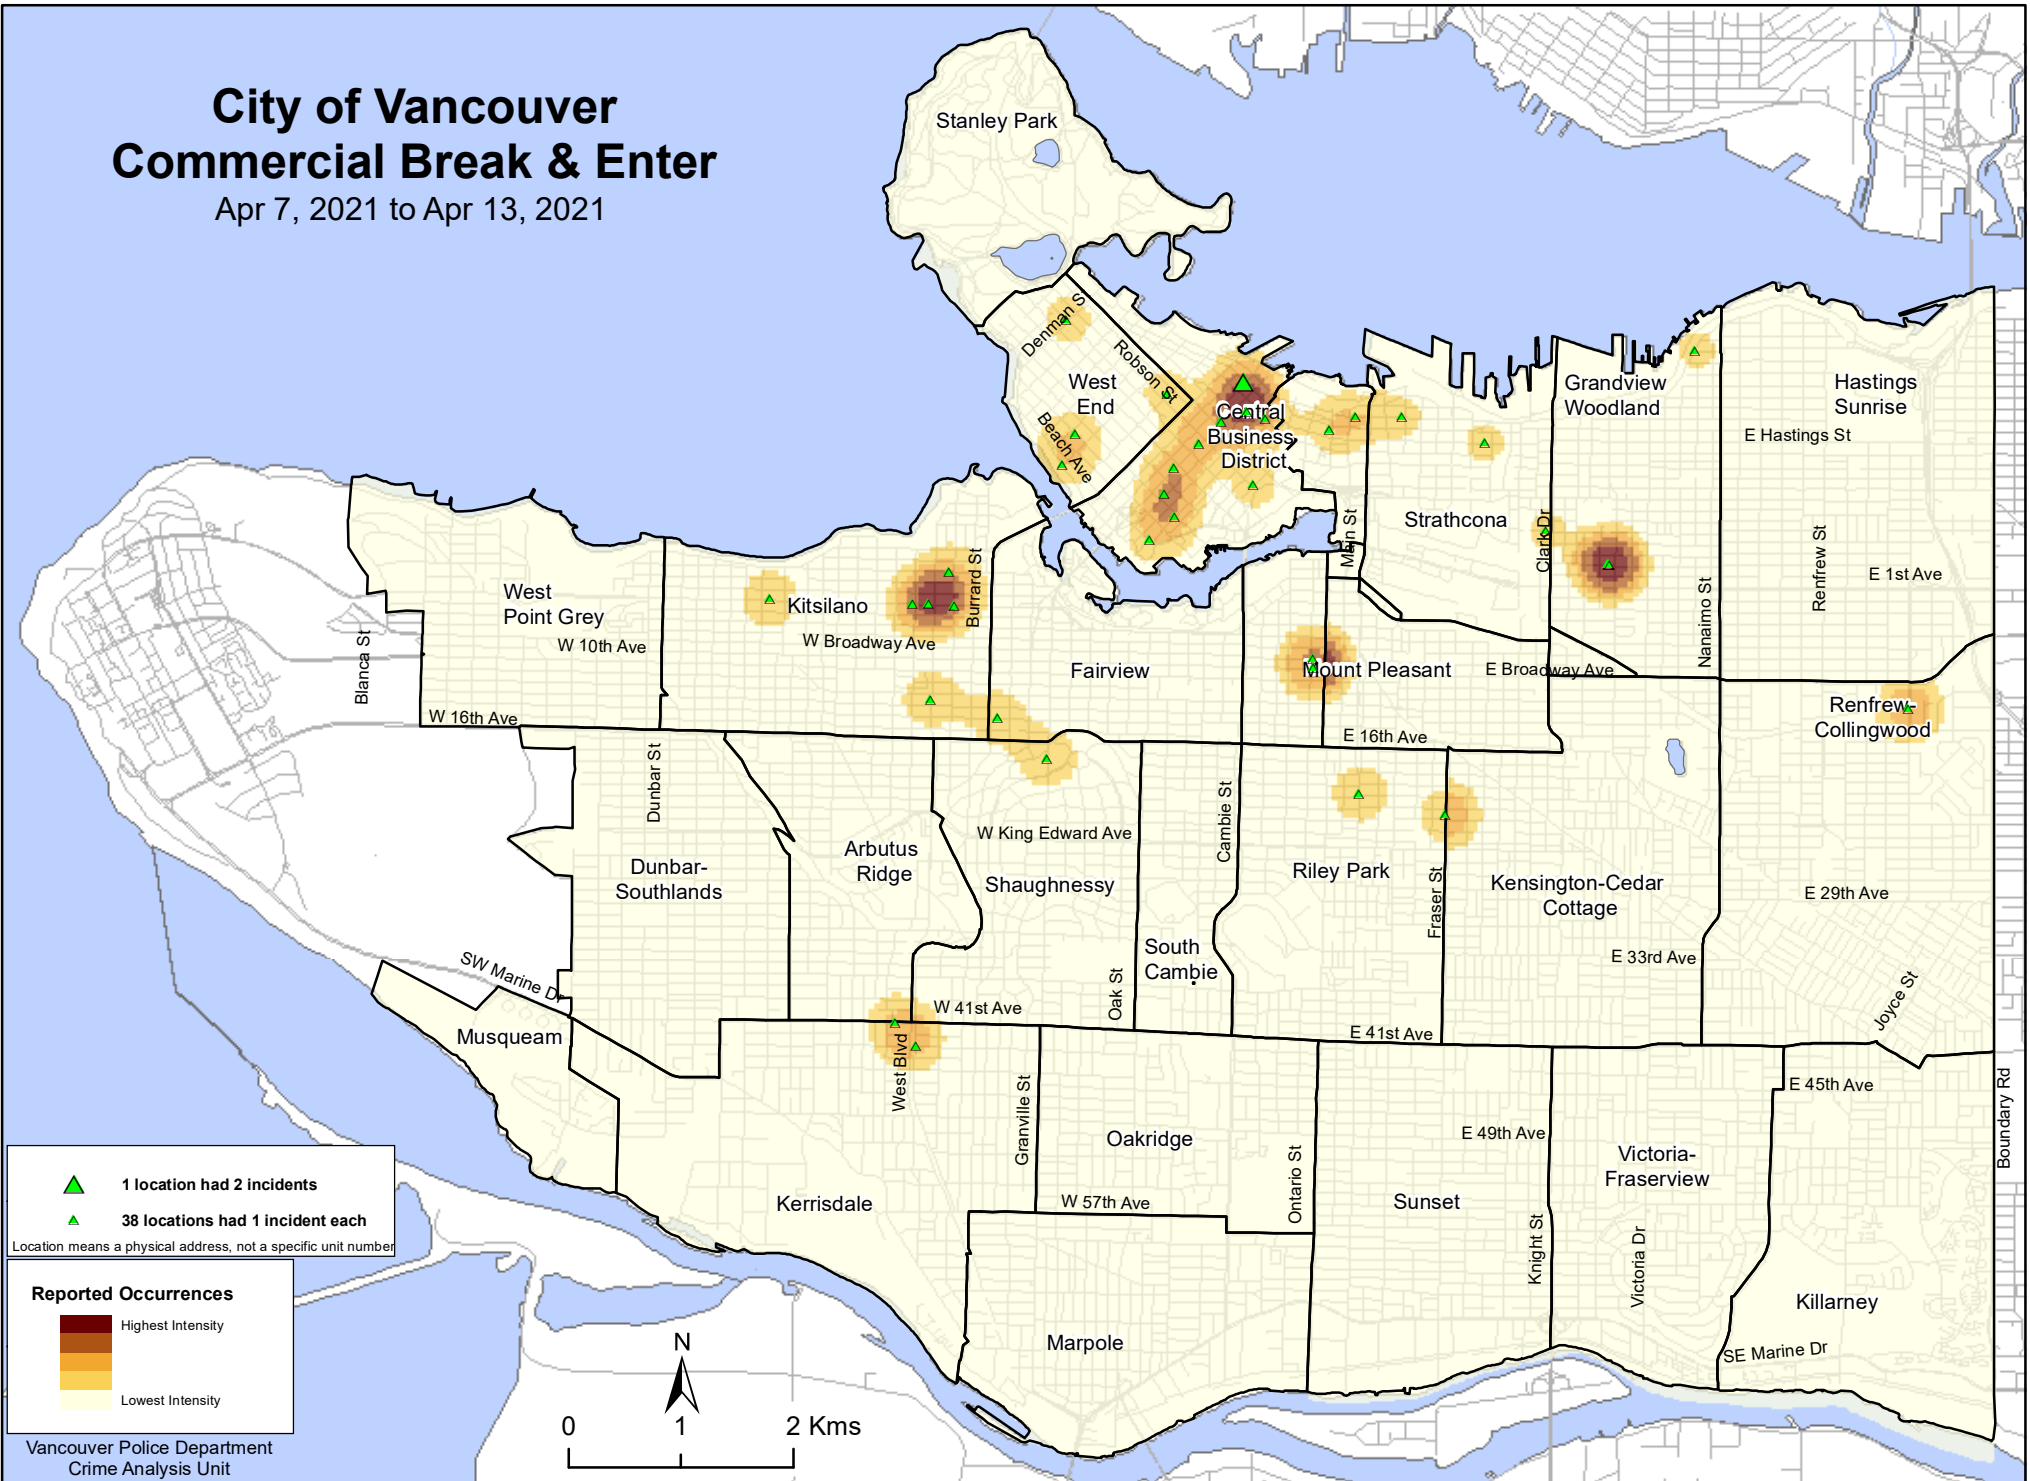 City of Vancouver
Commercial Break & Enter
Apr 7, 2021 to Apr 13, 2021
Stanley Park
Denman S
Robson St
West
End
Beach Ave
Central
Business
District
Grandview
Woodland
Hastings
Sunrise
E Hastings St
Main St
Strathcona
Clark Dr
Nanaimo St
Renfrew St
E 1st Ave
West
Point Grey
Blanca St
W 10th Ave
Kitsilano
Burrard St
W Broadway Ave
Fairview
Mount Pleasant
E Broadway Ave
Renfrew-
Collingwood
W 16th Ave
E 16th Ave
Dunbar St
Cambie St
W King Edward Ave
Dunbar-
Southlands
Arbutus
Ridge
Shaughnessy
Riley Park
Fraser St
Kensington-Cedar
Cottage
E 29th Ave
South
Cambie
E 33rd Ave
SW Marine Dr
Oak St
W 41st Ave
E 41st Ave
Joyce St
Musqueam
West Blvd
Granville St
E 45th Ave
Boundary Rd
Oakridge
E 49th Ave
Victoria-
Fraserview
Ontario St
Kerrisdale
W 57th Ave
Sunset
Knight St
Victoria Dr
Killarney
Marpole
SE Marine Dr
1 location had 2 incidents
38 locations had 1 incident each
Location means a physical address, not a specific unit number
Reported Occurrences
Highest Intensity
Lowest Intensity
N
0 1 2 Kms
Vancouver Police Department
Crime Analysis Unit